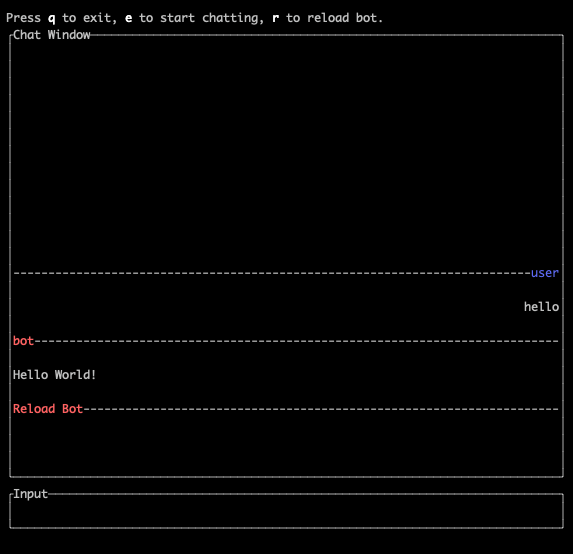 Press q to exit, e to start chatting, r to reload bot.
Chat Window
user
hello
bot
Hello World!
Reload Bot
Input